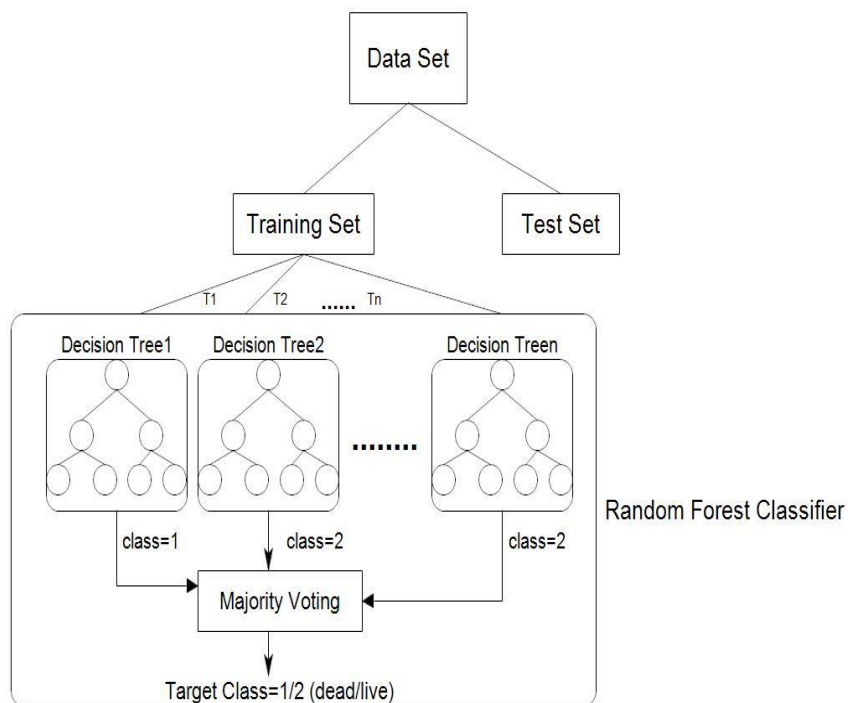 Data Set
Training Set
Test Set
T1
T2
......
Tn
Decision Tree1
Decision Tree2
Decision Treen
........
Random Forest Classifier
class=1
class=2
class=2
Majority Voting
Target Class=1/2 (dead/live)